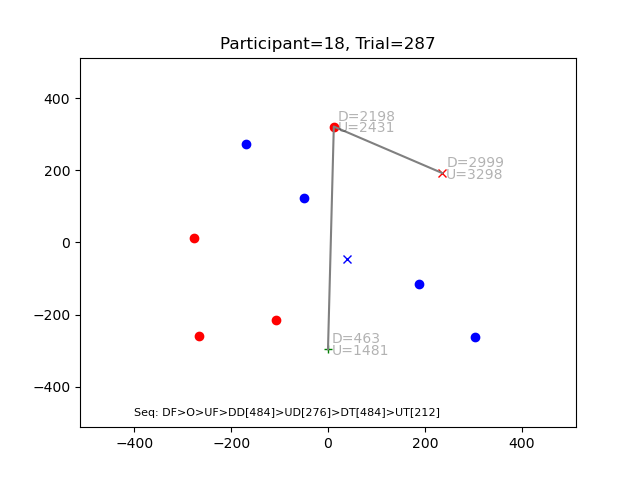 Participant=18, Trial=287
400
200
0
−200
−400
D=2198
U=2431
D=2999
U=3298
D=463
U=1481
Seq: DF>O>UF>DD[484]>UD[276]>DT[484]>UT[212]
−400
−200
0
200
400